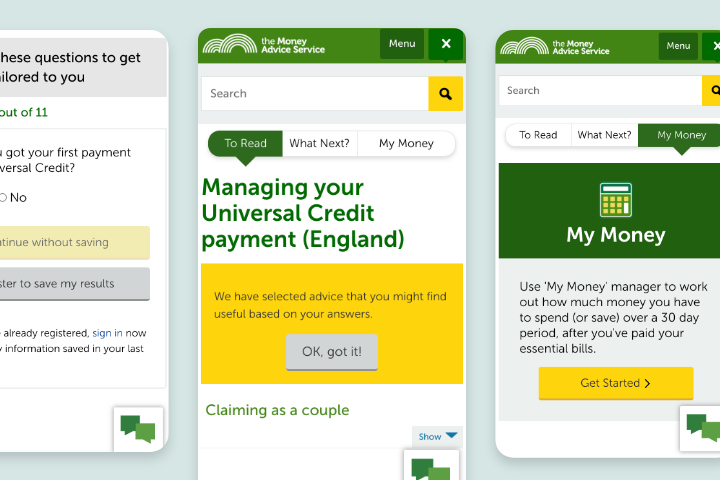 hese questions to get
ilored to you
out of 11
u got your first payment
versal Credit?
No
ntinue without saving
ster to save my results
e already registered, sign in now
y information saved in your last
the Money
Advice Service
Menu
X
Search
To Read
What Next?
My Money
Managing your
Universal Credit
payment (England)
We have selected advice that you might find
useful based on your answers.
OK, got it!
Claiming as a couple
Show
the Money
Advice Service
Menu
X
Search
To Read
What Next?
My Money
My Money
Use 'My Money' manager to work
out how much money you have
to spend (or save) over a 30 day
period, after you've paid your
essential bills.
Get Started